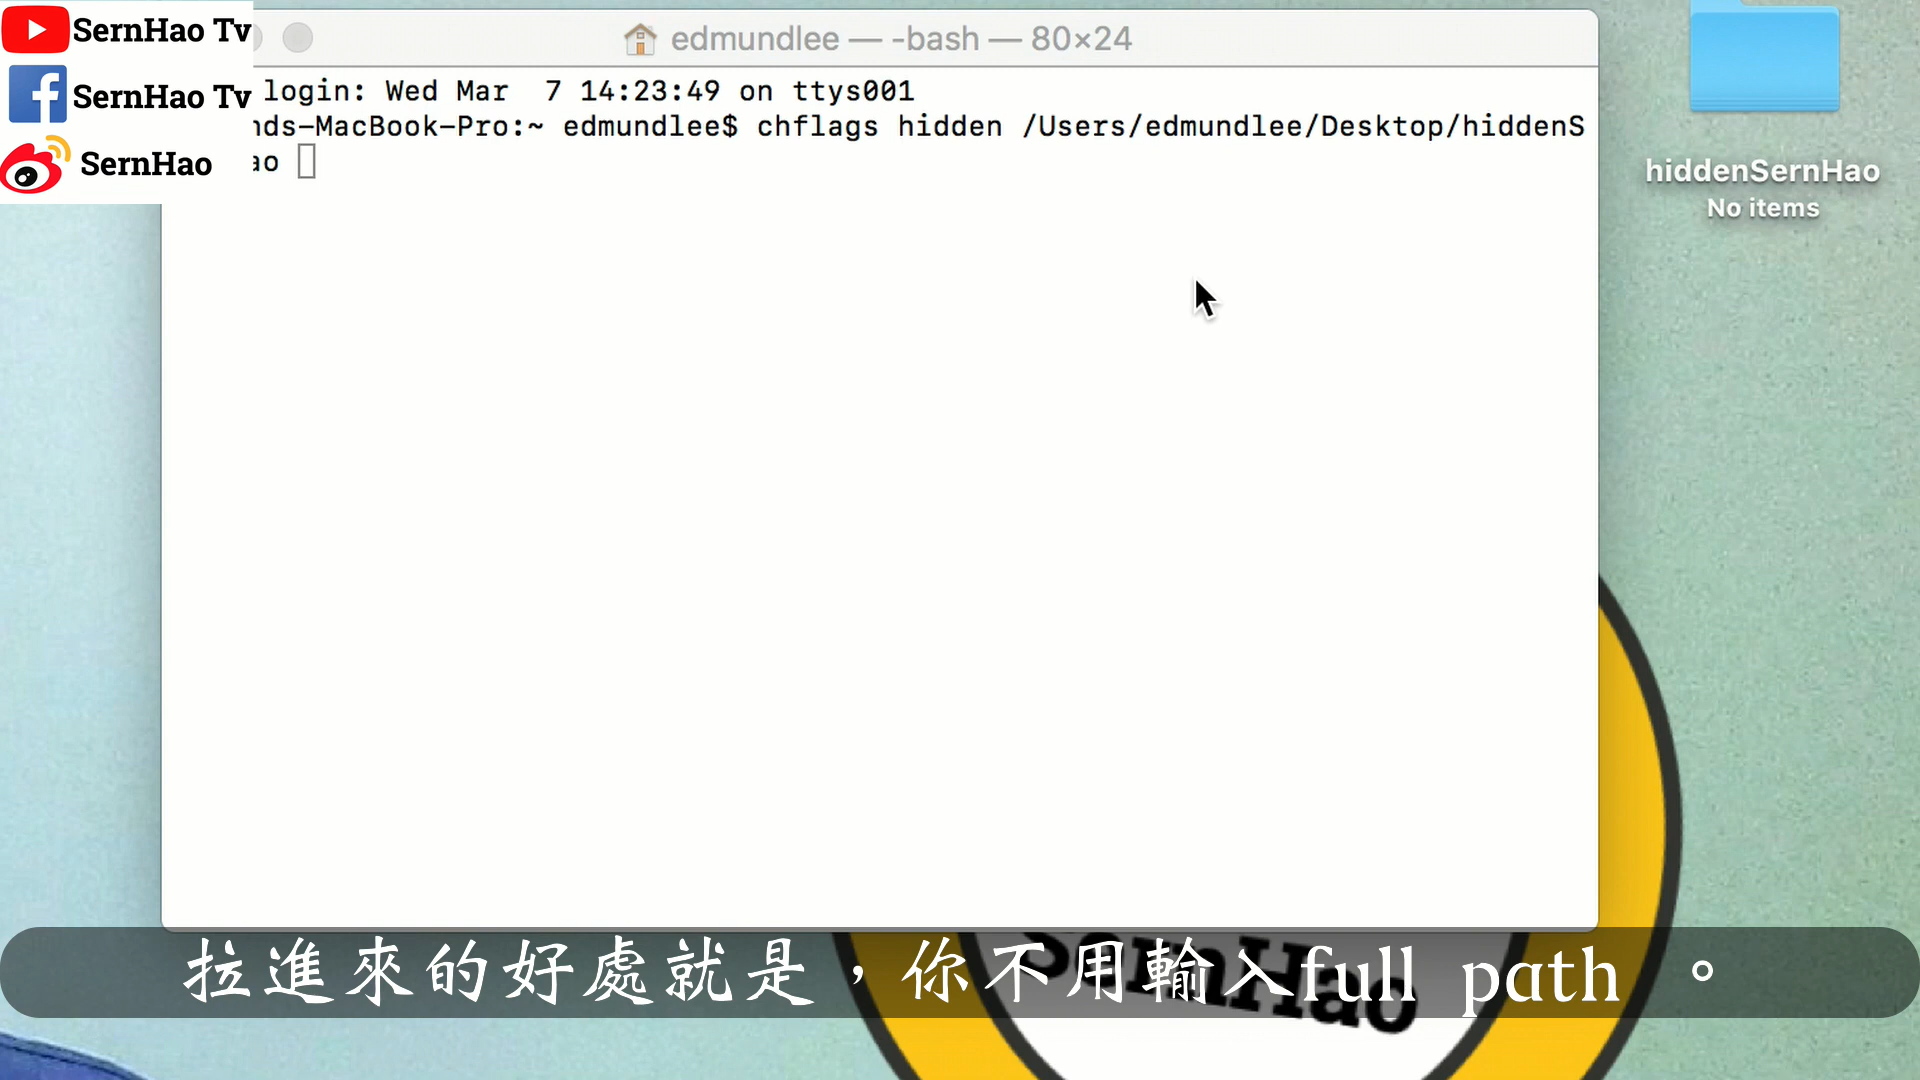 SernHao Tv
SernHao Tv
SernHao
edmundlee — -bash — 80×24
login: Wed Mar  7 14:23:49 on ttys001
nds-MacBook-Pro:~ edmundlee$ chflags hidden /Users/edmundlee/Desktop/hiddenS
ao
hiddenSernHao
No items
SernHao
拉進來的好處就是，你不用輸入full path 。